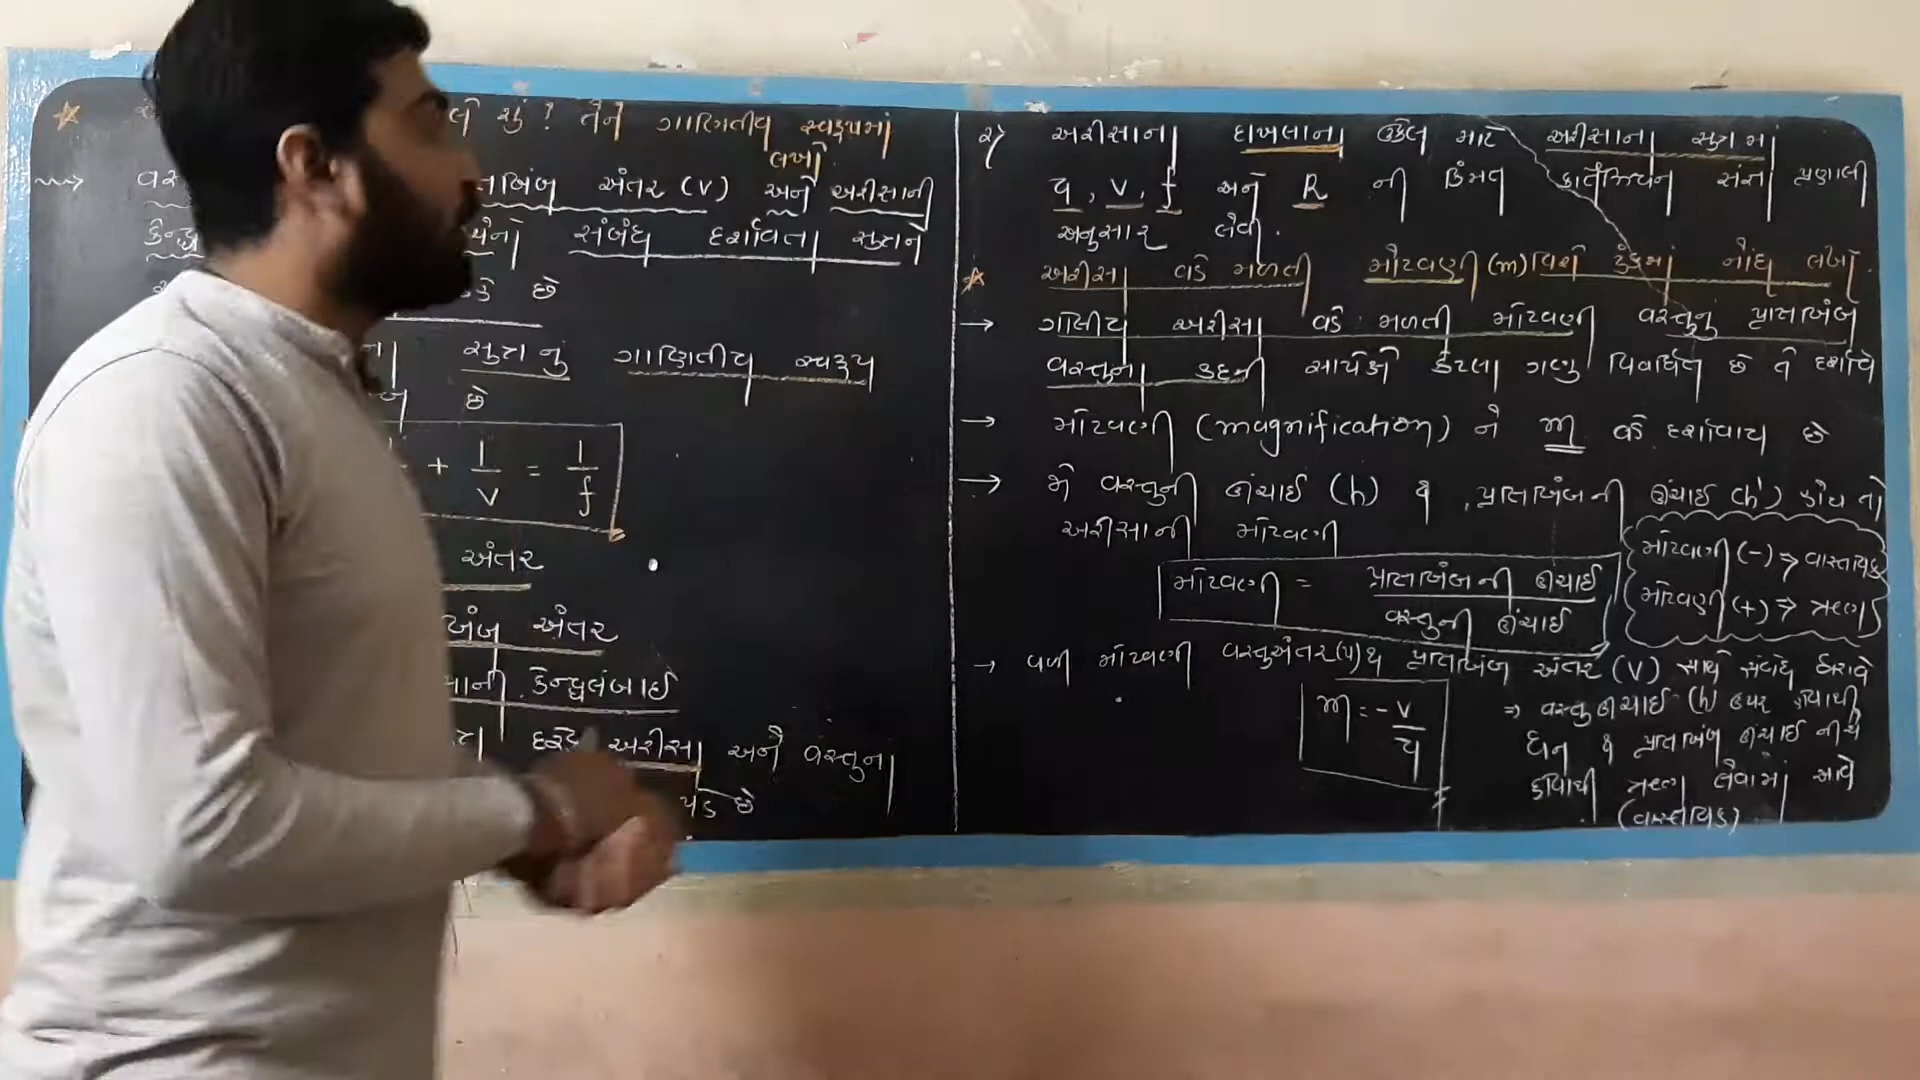 શું ? તેને ગાણિતીય સ્વરૂપમાં
લખો.
અંતર (v) અને અરીસાની
સંબંધ દર્શાવતા સુત્રને
છે
સુત્રનું ગાણિતીય સ્વરૂપ
છે
+ 1/v = 1/f
અંતર
અંતર
કેન્દ્રલંબાઈ
દરેક અરીસા અને વસ્તુના
પડે છે
2) અરીસાના દાખલાના ઉકેલ માટે અરીસાના સુત્રમાં
u, v, f અને R ની કિંમત કાર્તેઝિયન સંજ્ઞા પ્રણાલી
અનુસાર લેવી.
અરીસા વડે મળતી મોટવણી (m) વિશે ટુંકમાં નોંધ લખો.
→ ગોલીય અરીસા વડે મળતી મોટવણી વસ્તુનું પ્રતિબિંબ
વસ્તુના કદની સાપેક્ષે કેટલા ગણુ વિવર્ધિત છે તે દર્શાવે
→ મોટવણી (magnification) ને m વડે દર્શાવાય છે
→ જો વસ્તુની ઊંચાઈ (h) & પ્રતિબિંબની ઊંચાઈ (h') હોય તો
અરીસાની મોટવણી
મોટવણી = પ્રતિબિંબની ઊંચાઈ / વસ્તુની ઊંચાઈ
મોટવણી (-) ⇒ વાસ્તવિક
મોટવણી (+) ⇒
→ વળી મોટવણી વસ્તુઅંતર (u) & પ્રતિબિંબ અંતર (v) સાથે સંબંધ ધરાવે
m = -v/u
⇒ વસ્તુ ઊંચાઈ (h) ઉપર હોવાથી
ધન & પ્રતિબિંબ ઊંચાઈ નીચે
હોવાથી ઋણ લેવામાં આવે
(વાસ્તવિક)